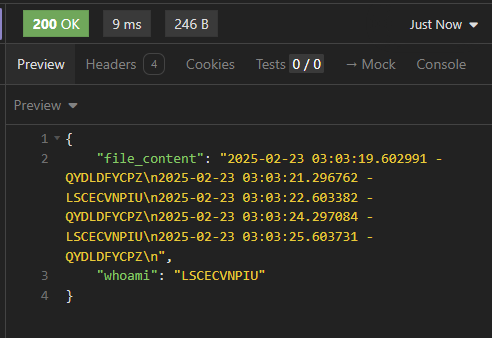 200 OK 9 ms 246 B Just Now
Preview Headers 4 Cookies Tests 0 / 0 → Mock Console
Preview
1 {
2 "file_content": "2025-02-23 03:03:19.602991 -
QYDLDFYCPZ\n2025-02-23 03:03:21.296762 -
LSCECVNPIU\n2025-02-23 03:03:22.603382 -
QYDLDFYCPZ\n2025-02-23 03:03:24.297084 -
LSCECVNPIU\n2025-02-23 03:03:25.603731 -
QYDLDFYCPZ\n",
3 "whoami": "LSCECVNPIU"
4 }